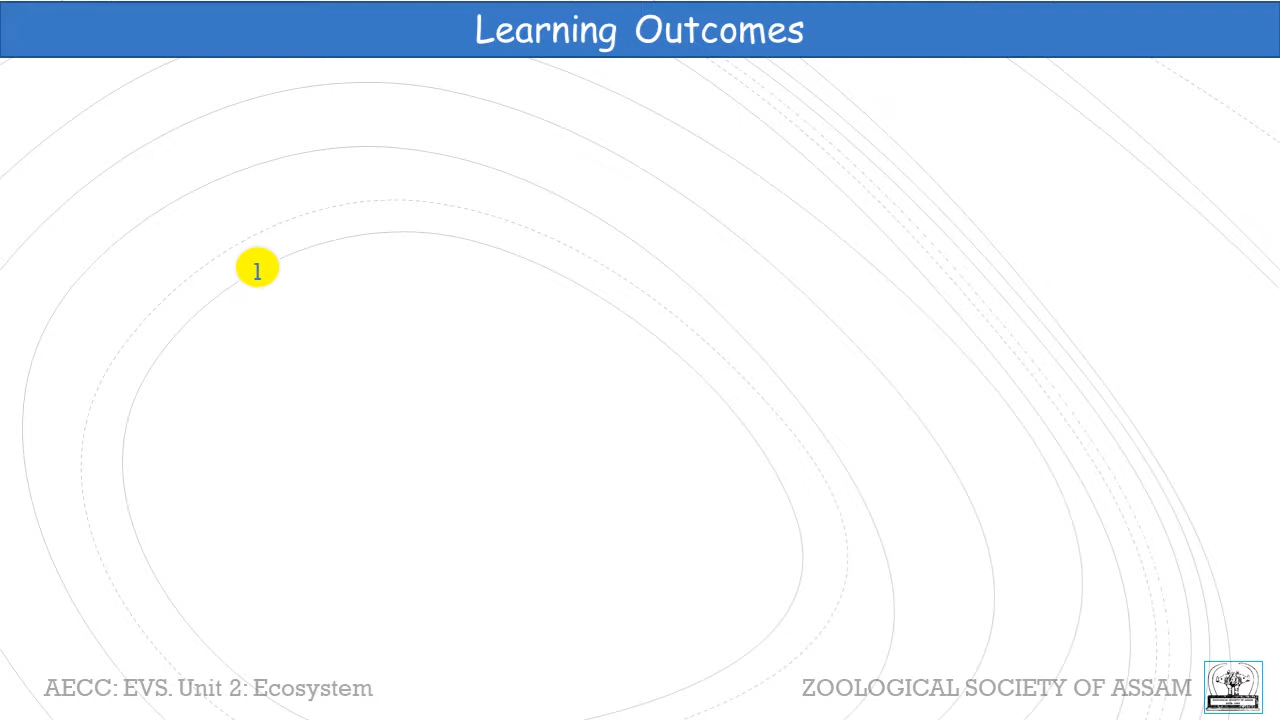 Learning Outcomes
1
AECC: EVS. Unit 2: Ecosystem
ZOOLOGICAL SOCIETY OF ASSAM